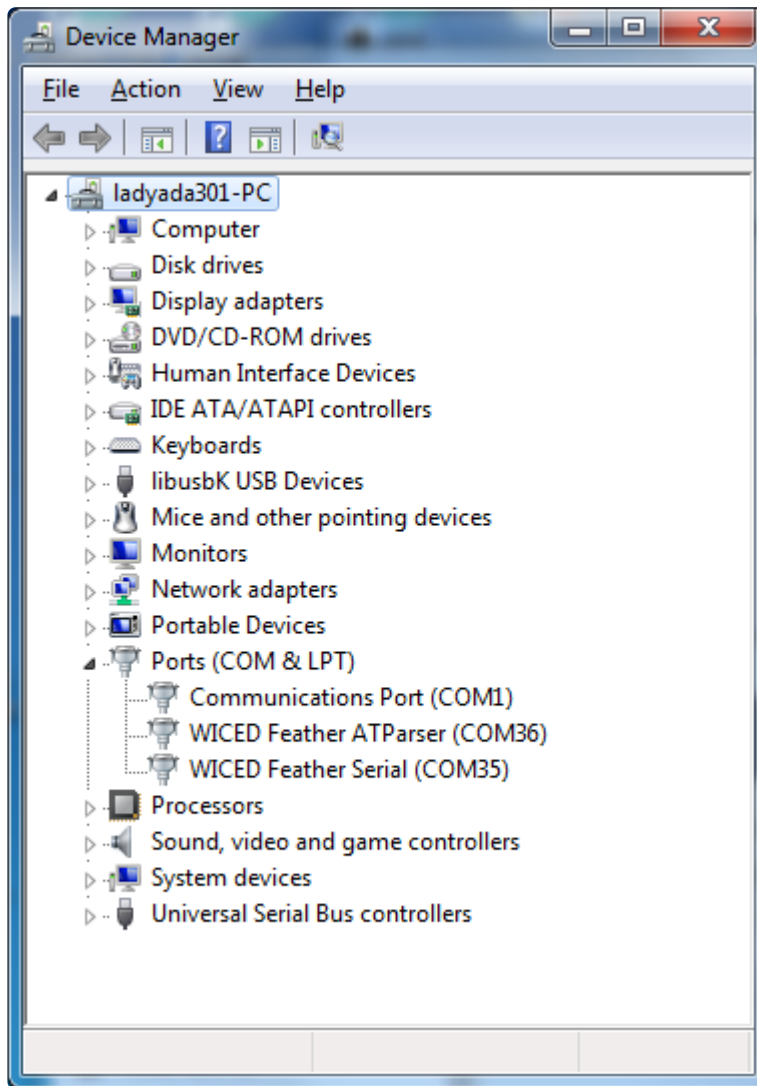 Device Manager
File Action View Help
ladyada301-PC
Computer
Disk drives
Display adapters
DVD/CD-ROM drives
Human Interface Devices
IDE ATA/ATAPI controllers
Keyboards
libusbK USB Devices
Mice and other pointing devices
Monitors
Network adapters
Portable Devices
Ports (COM & LPT)
Communications Port (COM1)
WICED Feather ATParser (COM36)
WICED Feather Serial (COM35)
Processors
Sound, video and game controllers
System devices
Universal Serial Bus controllers